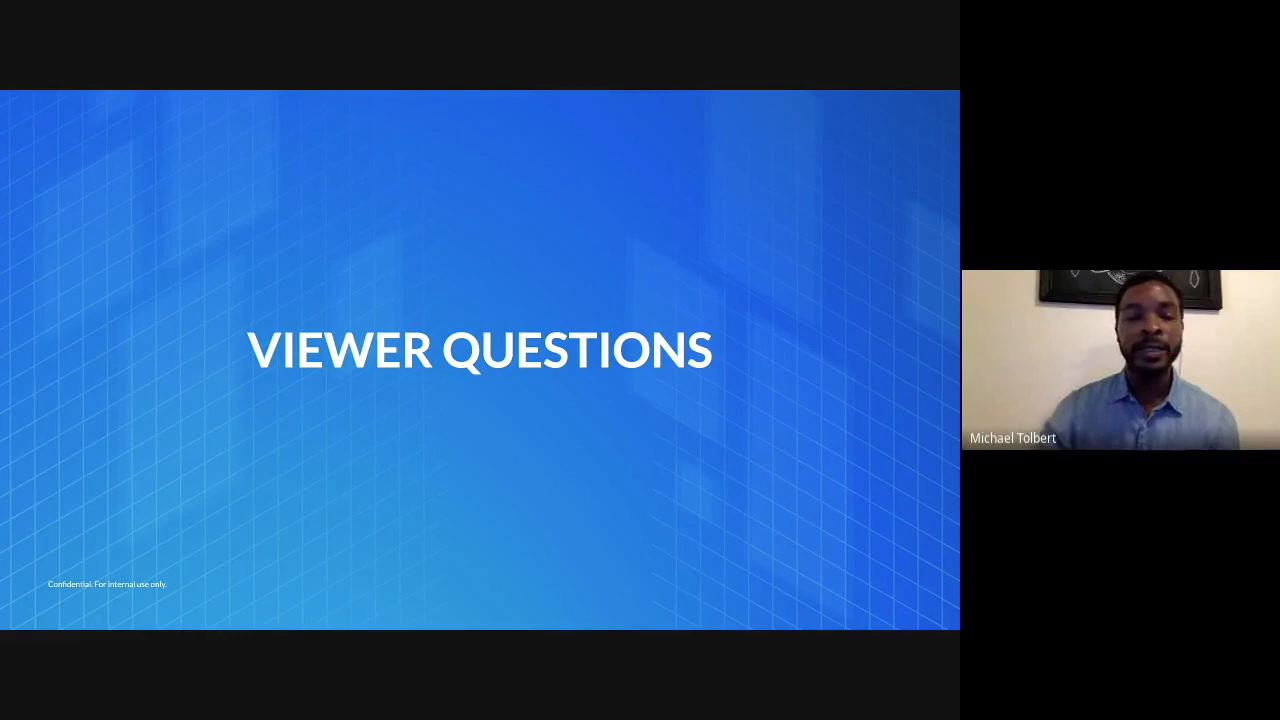 VIEWER QUESTIONS
Michael Tolbert
Confidential. For internal use only.